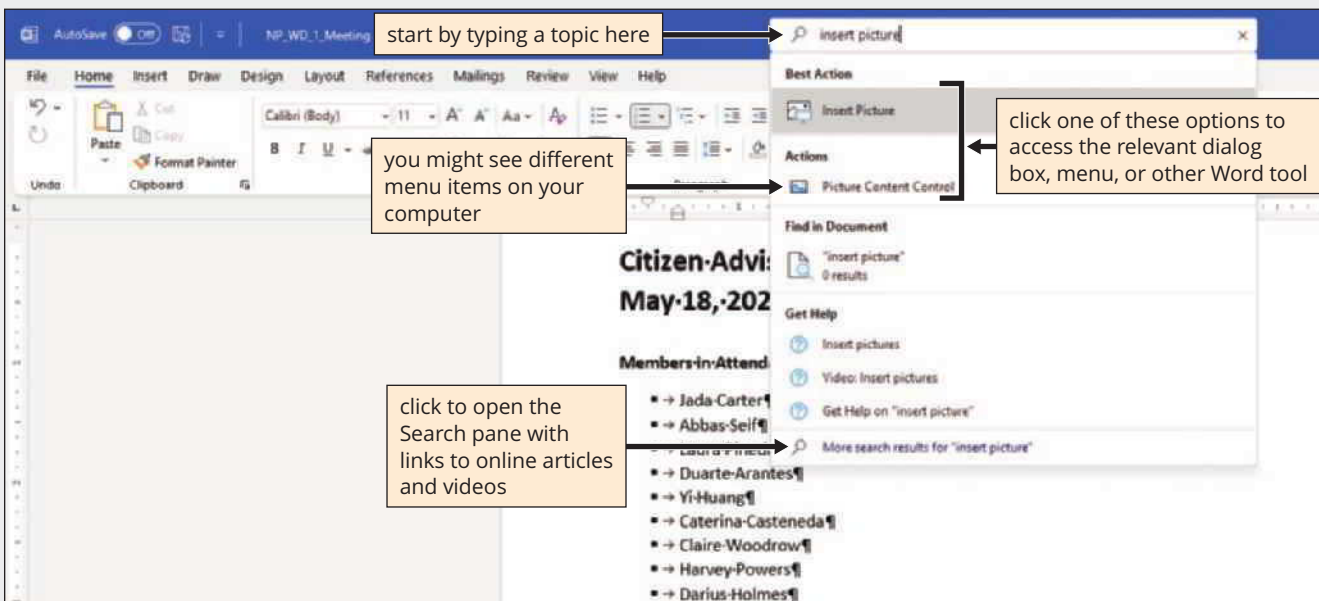 AutoSave Off NP_WD_1_Meeting
start by typing a topic here
insert picture
File Home Insert Draw Design Layout References Mailings Review View Help
Best Action
Insert Picture
click one of these options to
access the relevant dialog
box, menu, or other Word tool
Cut
Copy
Paste
Format Painter
Calibri (Body) 11 A A Aa A
B I U
Undo Clipboard
you might see different
menu items on your
computer
Actions
Picture Content Control
Find in Document
"insert picture"
0 results
Get Help
Insert pictures
Video: Insert pictures
Get Help on "insert picture"
More search results for "insert picture"
Citizen·Advi
May·18,·202
Members·in·Attend
click to open the
Search pane with
links to online articles
and videos
Jada·Carter¶
Abbas·Seif¶
Duarte·Arantes¶
Yi·Huang¶
Caterina·Casteneda¶
Claire·Woodrow¶
Harvey·Powers¶
Darius·Holmes¶